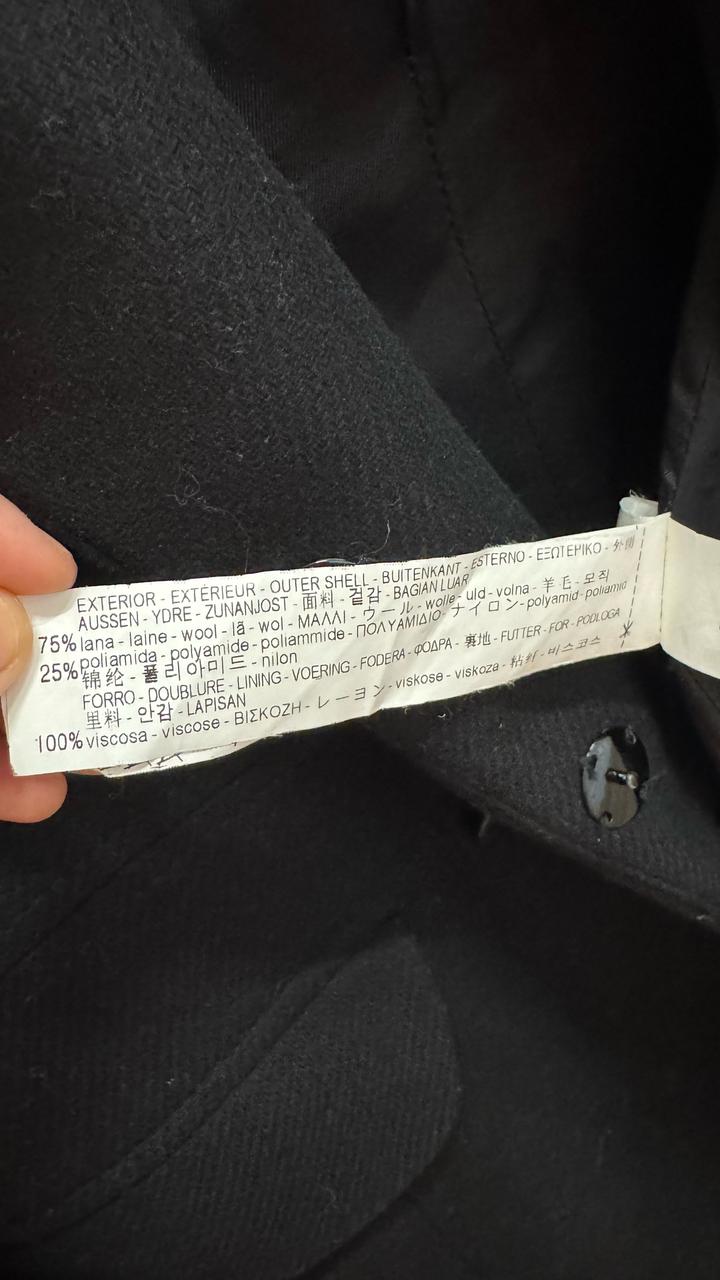 EXTERIOR - EXTÉRIEUR - OUTER SHELL - BUITENKANT - ESTERNO - ΕΞΩΤΕΡΙΚΟ - 外側
AUSSEN - YDRE - ZUNANJOST - 面料 - 겉감 - BAGIAN LUAR
75% lana - laine - wool - lã - wol - ΜΑΛΛΙ - ウール - wolle - uld - volna - 羊毛 - 모직
25% poliamida - polyamide - poliammide - ΠΟΛΥΑΜΙΔΙΟ - ナイロン - polyamid - poliamid
锦纶 - 폴리아미드 - nilon
FORRO - DOUBLURE - LINING - VOERING - FODERA - ΦΟΔΡΑ - 裏地 - FUTTER - FOR - PODLOGA
里料 - 안감 - LAPISAN
100% viscosa - viscose - ΒΙΣΚΟΖΗ - レーヨン - viskose - viskoza - 粘纤 - 비스코스